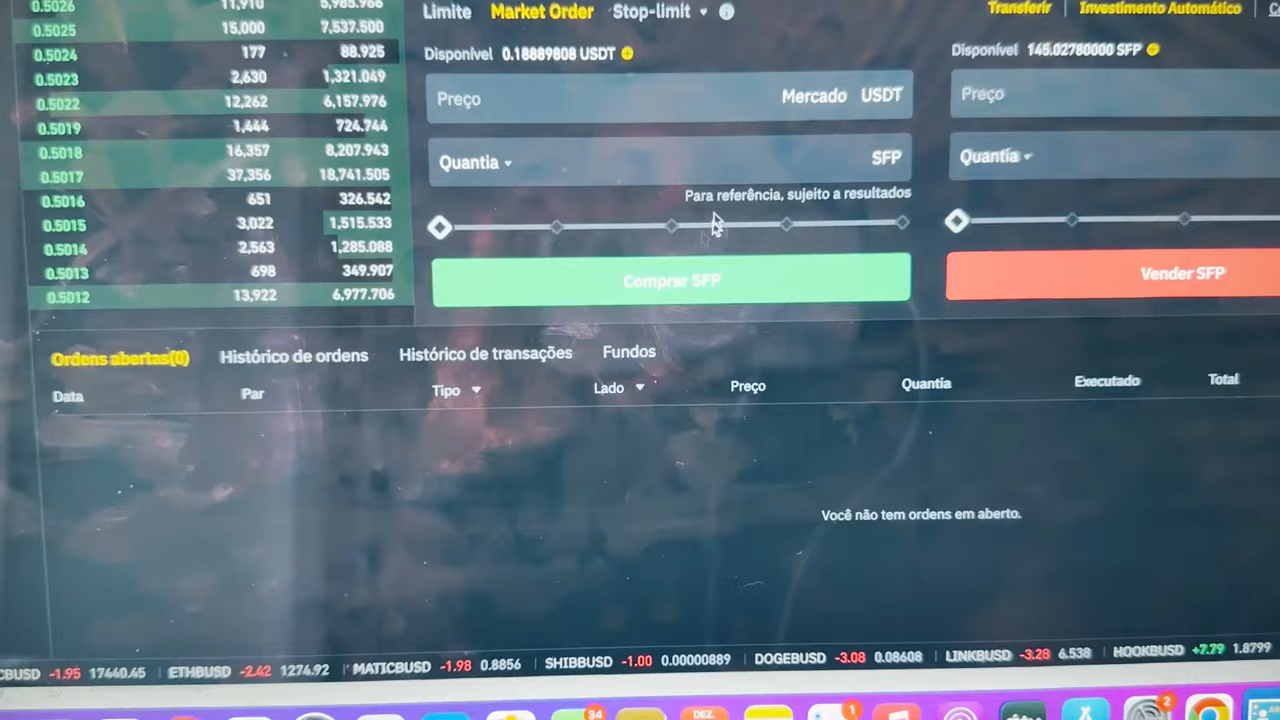 0.5026 11,910 5,985.966
0.5025 15,000 7,537.500
0.5024 177 88.925
0.5023 2,630 1,321.049
0.5022 12,262 6,157.976
0.5019 1,444 724.744
0.5018 16,357 8,207.943
0.5017 37,356 18,741.505
0.5016 651 326.542
0.5015 3,022 1,515.533
0.5014 2,563 1,285.088
0.5013 698 349.907
0.5012 13,922 6,977.706
Limite Market Order Stop-limit
Transferir Investimento Automático
Disponível 0.18889808 USDT
Disponível 145.02780000 SFP
Preço Mercado USDT
Preço
Quantia SFP
Quantia
Para referência, sujeito a resultados
Comprar SFP
Vender SFP
Ordens abertas(0) Histórico de ordens Histórico de transações Fundos
Data Par Tipo Lado Preço Quantia Executado Total
Você não tem ordens em aberto.
CBUSD -1.95 17440.45 ETHBUSD -2.42 1274.92 MATICBUSD -1.98 0.8856 SHIBBUSD -1.00 0.00000889 DOGEBUSD -3.08 0.08608 LINKBUSD -3.28 6.538 HOOKBUSD +7.79 1.8799
34 DEZ. 1 2